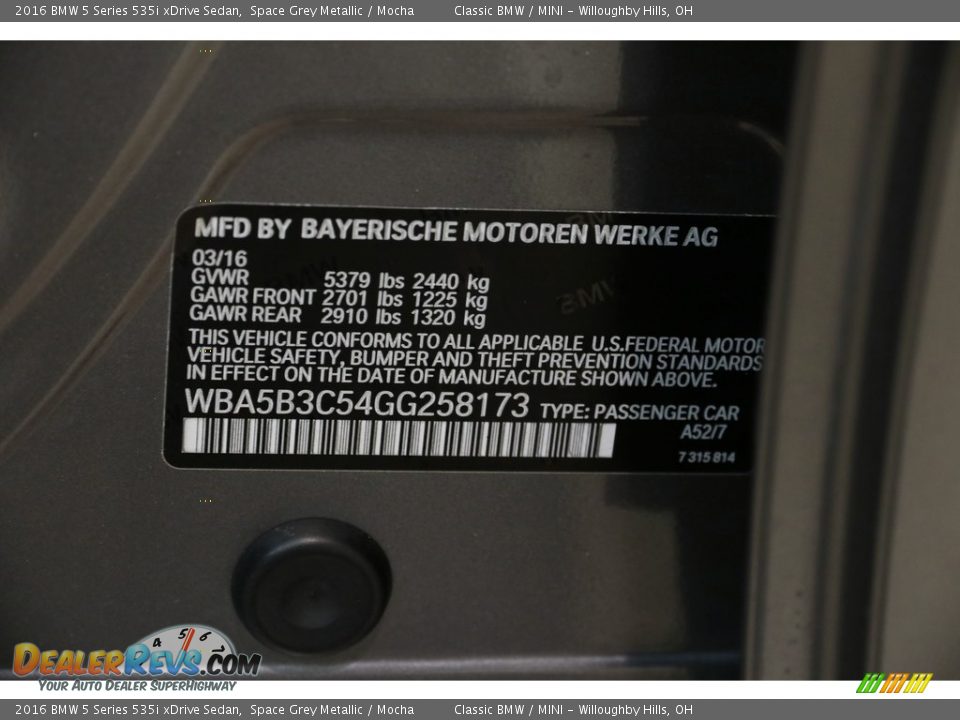 2016 BMW 5 Series 535i xDrive Sedan, Space Grey Metallic / Mocha Classic BMW / MINI - Willoughby Hills, OH
MFD BY BAYERISCHE MOTOREN WERKE AG
03/16
GVWR 5379 lbs 2440 kg
GAWR FRONT 2701 lbs 1225 kg
GAWR REAR 2910 lbs 1320 kg
THIS VEHICLE CONFORMS TO ALL APPLICABLE U.S.FEDERAL MOTOR
VEHICLE SAFETY, BUMPER AND THEFT PREVENTION STANDARDS
IN EFFECT ON THE DATE OF MANUFACTURE SHOWN ABOVE.
WBA5B3C54GG258173 TYPE: PASSENGER CAR
A52/7
7 315 814
4 5 6
DEALERREVS.COM
YOUR AUTO DEALER SUPERHIGHWAY
2016 BMW 5 Series 535i xDrive Sedan, Space Grey Metallic / Mocha Classic BMW / MINI - Willoughby Hills, OH